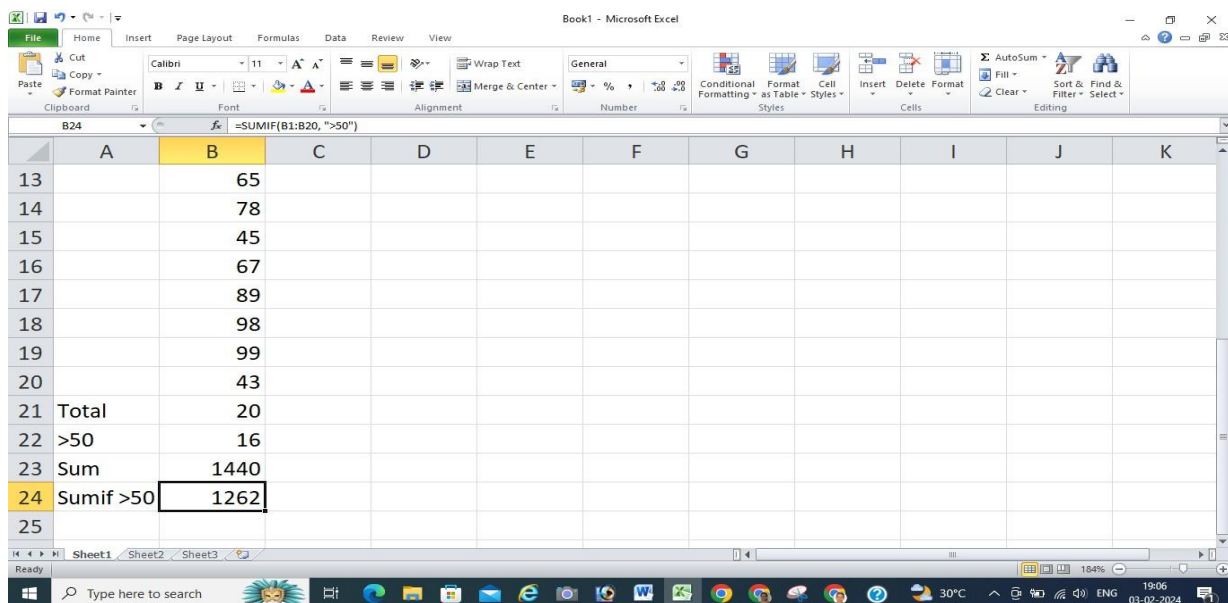 Book1 - Microsoft Excel
File Home Insert Page Layout Formulas Data Review View
Paste
Cut
Copy
Format Painter
Clipboard
Calibri 11 A A
B I U A
Font
Wrap Text
Merge & Center
Alignment
General
% , .0 .00 .00 .0
Number
Conditional Formatting
Format as Table
Cell Styles
Styles
Insert Delete Format
Cells
Σ AutoSum
Fill
Clear
Sort & Filter
Find & Select
Editing
B24 fx =SUMIF(B1:B20, ">50")
A B C D E F G H I J K
13 65
14 78
15 45
16 67
17 89
18 98
19 99
20 43
21 Total 20
22 >50 16
23 Sum 1440
24 Sumif >50 1262
25
Sheet1 Sheet2 Sheet3
Ready 184%
Type here to search 30°C ENG 19:06
03-02-2024